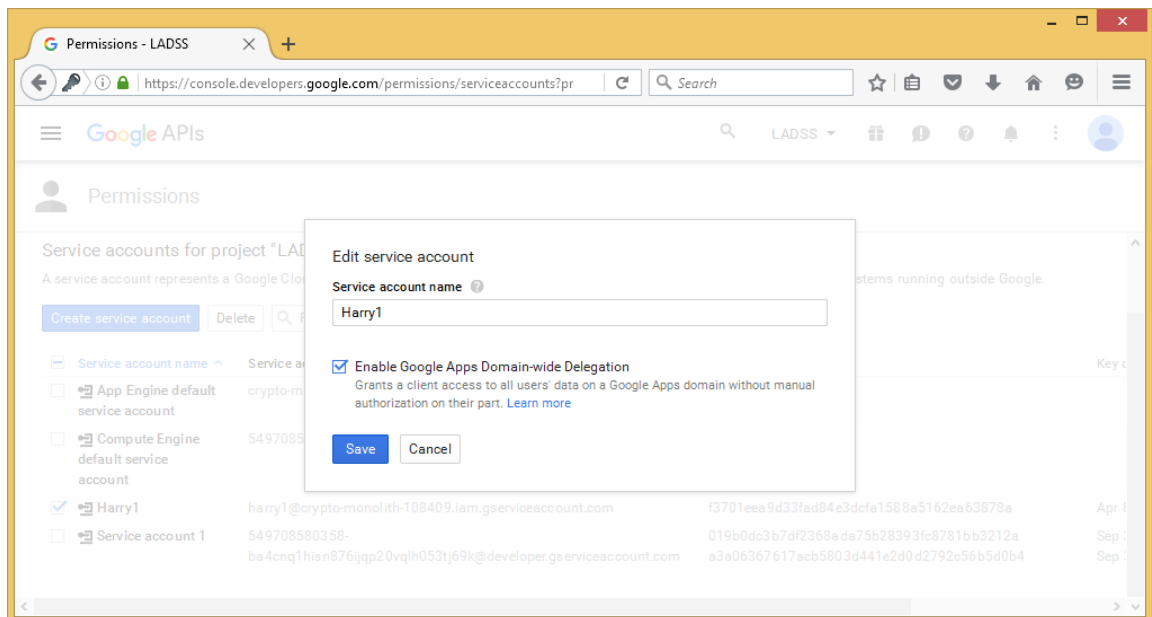 Permissions - LADSS
https://console.developers.google.com/permissions/serviceaccounts?pr
Search
Google APIs
LADSS
Permissions
Service accounts for project "LAD
A service account represents a Google Clo
stems running outside Google.
Create service account
Delete
Edit service account
Service account name
Harry1
Enable Google Apps Domain-wide Delegation
Grants a client access to all users' data on a Google Apps domain without manual
authorization on their part. Learn more
Save
Cancel
Service account name
Service a
Key
App Engine default
service account
crypto-m
Compute Engine
default service
account
5497085
Harry1
harry1@crypto-monolith-108409.iam.gserviceaccount.com
f3701eea9d33fad84e3dcfa1588a5162ea63878a
Apr
Service account 1
549708580358-
ba4cnq1hisn876ijqp20vqlh053tj69k@developer.gserviceaccount.com
019b0dc3b7df2368ada75b28393fc8781bb3212a
a3a06367617acb5803d441e2d0d2792c56b5d0b4
Sep
Sep